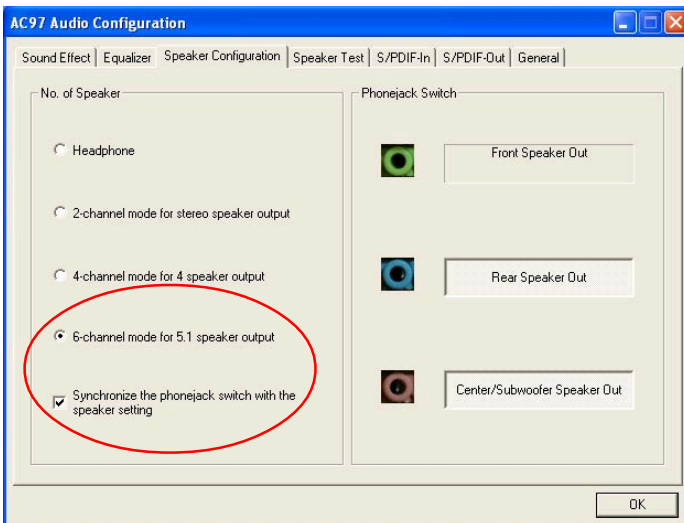 AC97 Audio Configuration
Sound Effect Equalizer Speaker Configuration Speaker Test S/PDIF-In S/PDIF-Out General
No. of Speaker
Headphone
2-channel mode for stereo speaker output
4-channel mode for 4 speaker output
6-channel mode for 5.1 speaker output
Synchronize the phonejack switch with the
speaker setting
Phonejack Switch
Front Speaker Out
Rear Speaker Out
Center/Subwoofer Speaker Out
OK